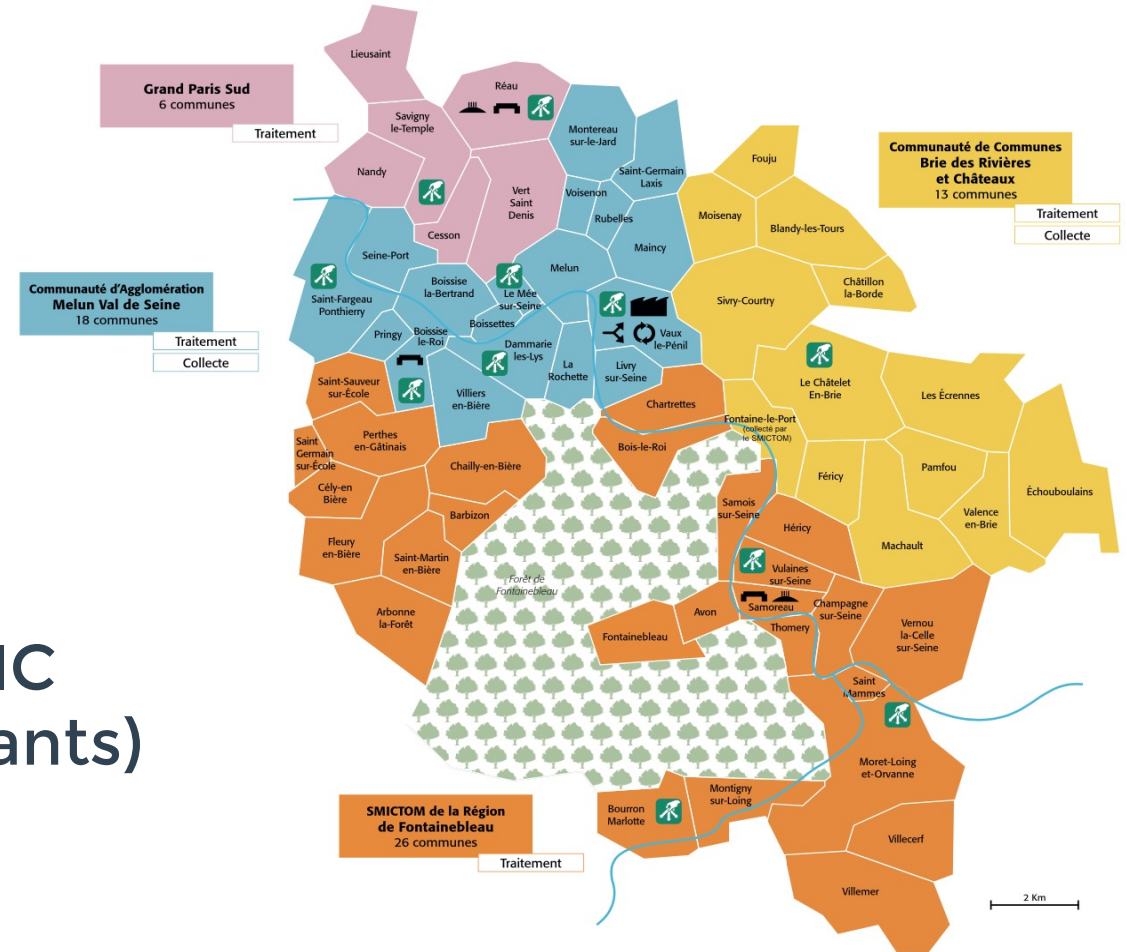 Lieusaint
Grand Paris Sud
6 communes
Traitement
Réau
Savigny
le-Temple
Nandy
Vert
Saint
Denis
Cesson
Montereau
sur-le-Jard
Saint-Germain
Laxis
Voisenon
Rubelles
Maincy
Fouju
Moisenay
Blandy-les-Tours
Communauté de Communes
Brie des Rivières
et Châteaux
13 communes
Traitement
Collecte
Châtillon
la-Borde
Sivry-Courtry
Communauté d'Agglomération
Melun Val de Seine
18 communes
Traitement
Collecte
Seine-Port
Saint-Fargeau
Ponthierry
Boissise
la-Bertrand
Le Mée
sur-Seine
Melun
Pringy
Boissise
le-Roi
Boissettes
Dammarie
les-Lys
La
Rochette
Vaux
le-Pénil
Livry
sur-Seine
Villiers
en-Bière
Le Châtelet
En-Brie
Les Écrennes
Fontaine-le-Port
(collecté par
le SMICTOM)
Féricy
Pamfou
Machault
Valence
en-Brie
Échouboulains
Saint-Sauveur
sur-École
Chartrettes
Bois-le-Roi
Saint
Germain
sur-École
Perthes
en-Gâtinais
Chailly-en-Bière
Cély-en
Bière
Barbizon
Fleury
en-Bière
Saint-Martin
en-Bière
Arbonne
la-Forêt
Forêt de
Fontainebleau
Samois
sur-Seine
Héricy
Vulaines
sur-Seine
Samoreau
Champagne
sur-Seine
Avon
Fontainebleau
Thomery
Vernou
la-Celle
sur-Seine
Saint
Mammes
Moret-Loing
et-Orvanne
IC
ants)
SMICTOM de la Région
de Fontainebleau
26 communes
Traitement
Bourron
Marlotte
Montigny
sur-Loing
Villecerf
Villemer
2 Km